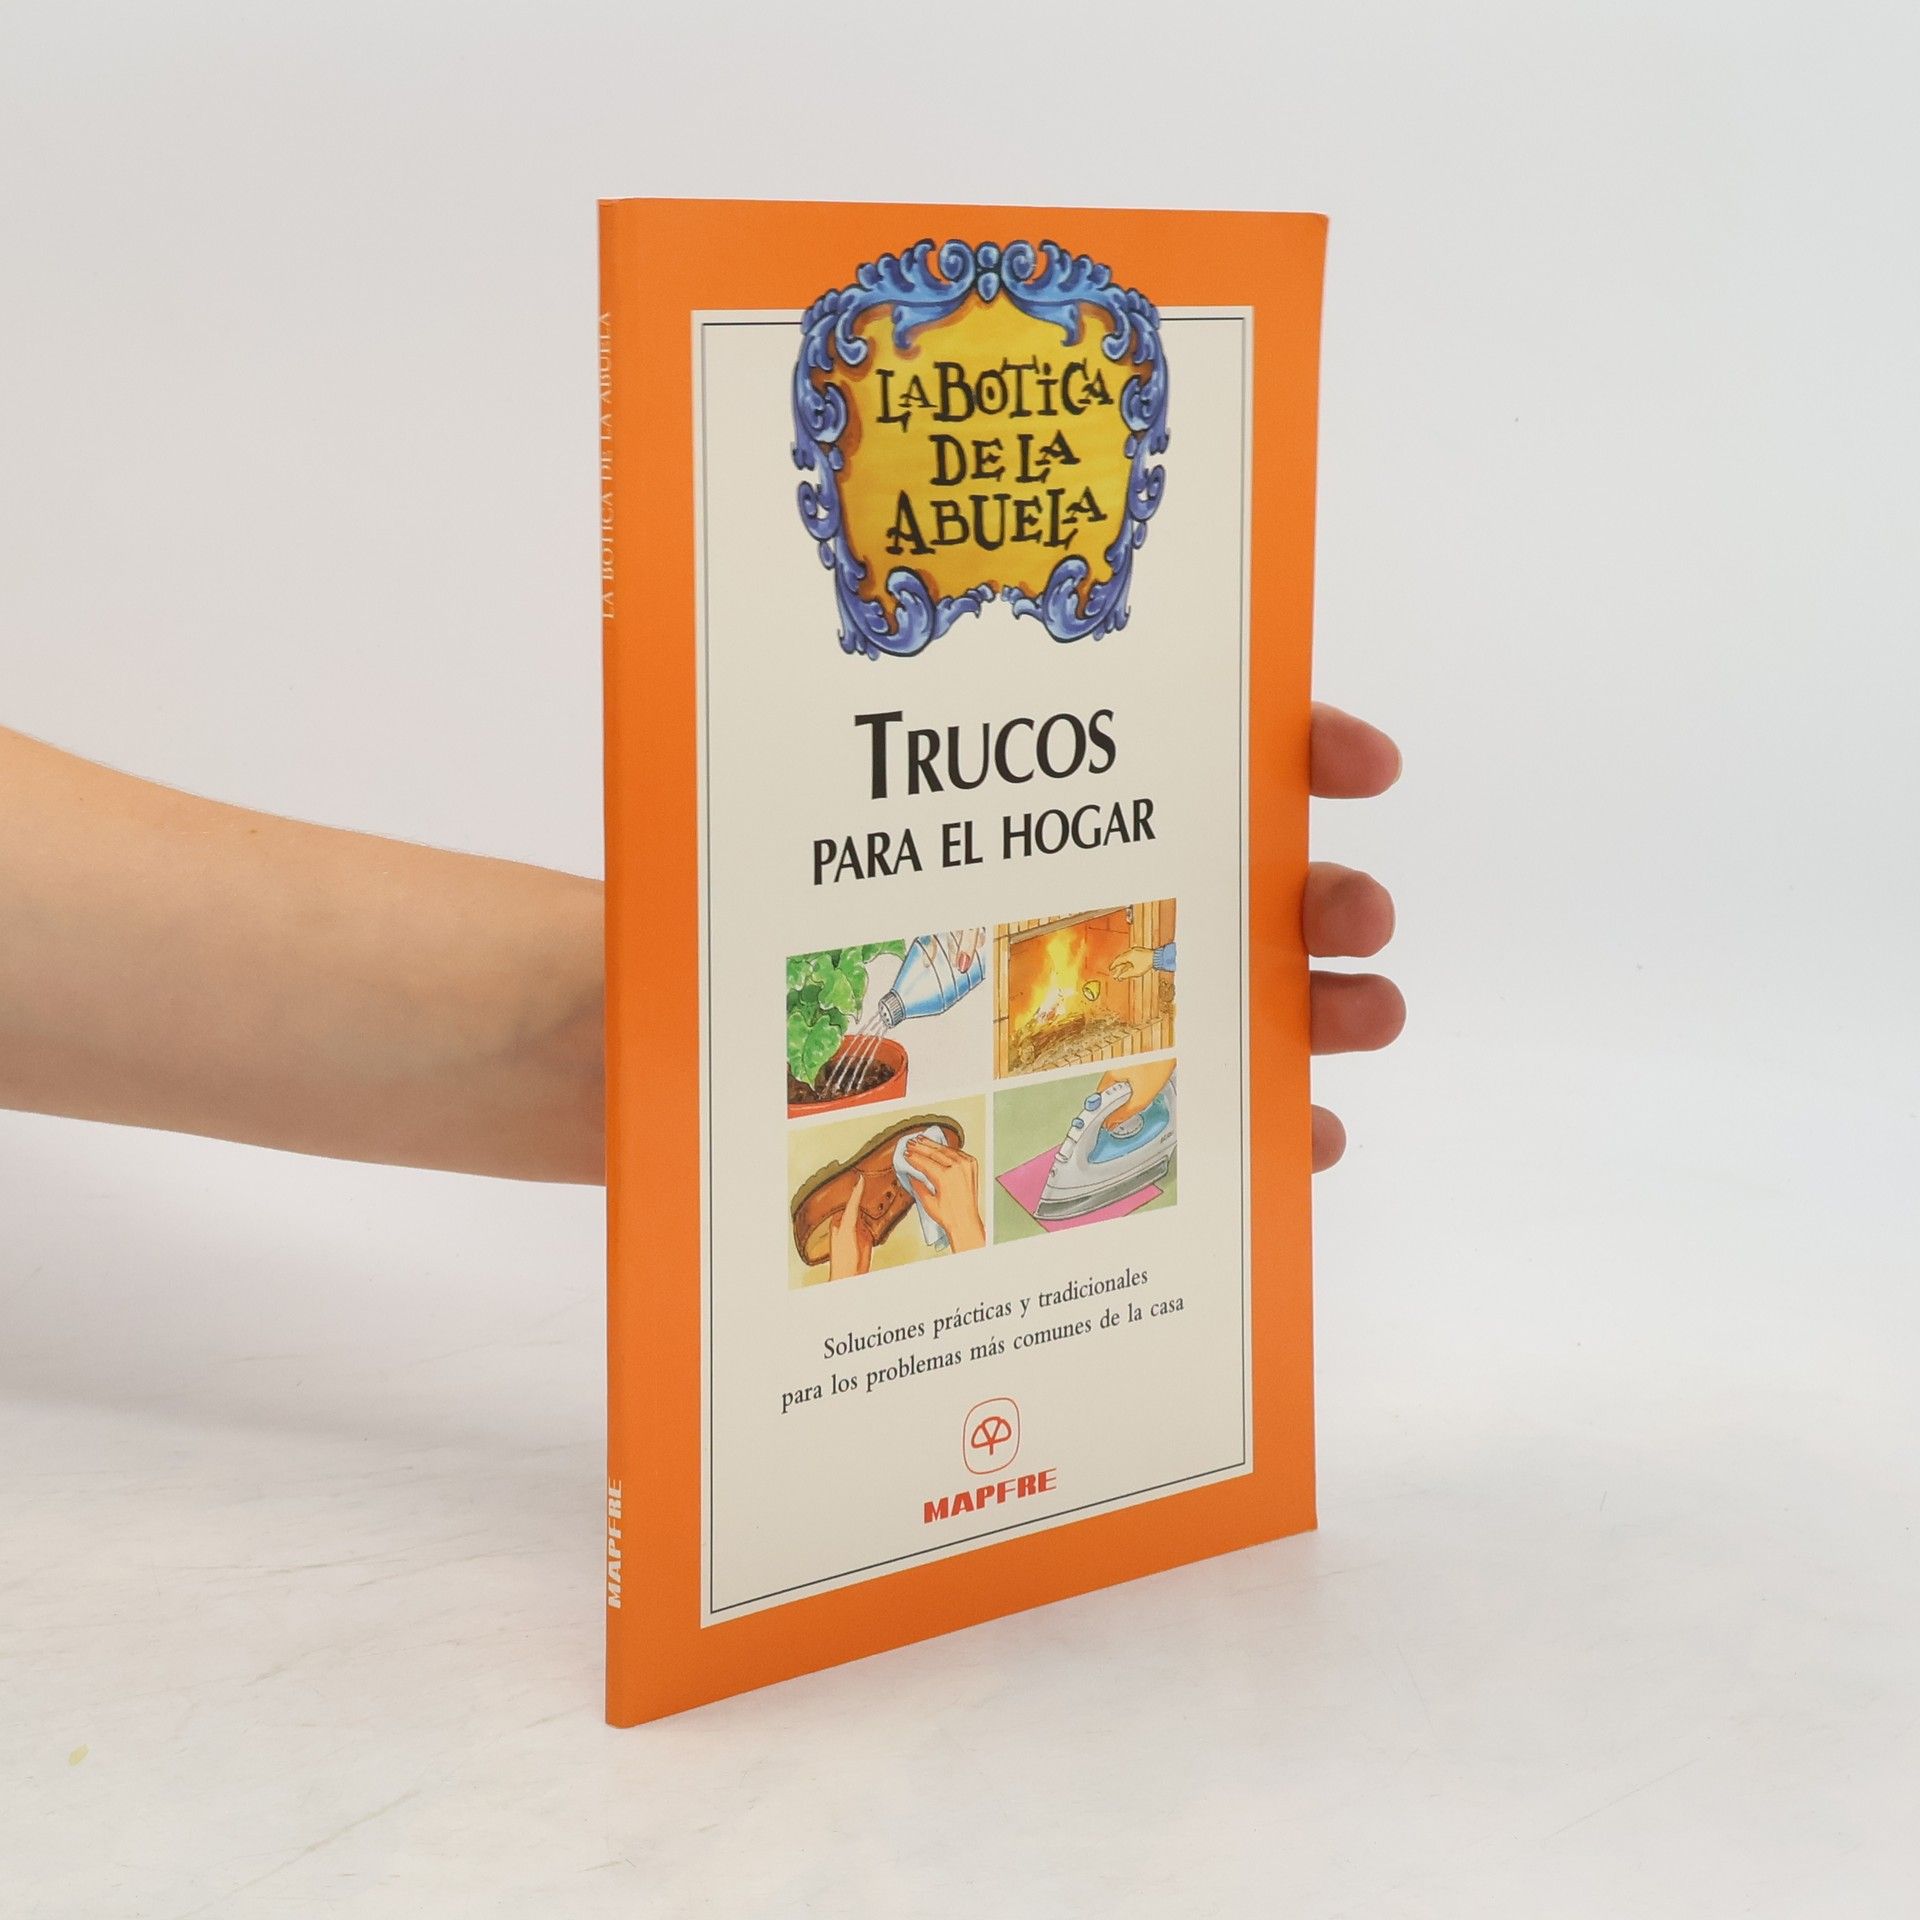 LA BOTICA DE LA ABUELA
MAPFRE
LA BOTiCA
DE LA
ABUELA
TRUCOS
PARA EL HOGAR
Soluciones prácticas y tradicionales
para los problemas más comunes de la casa
MAPFRE